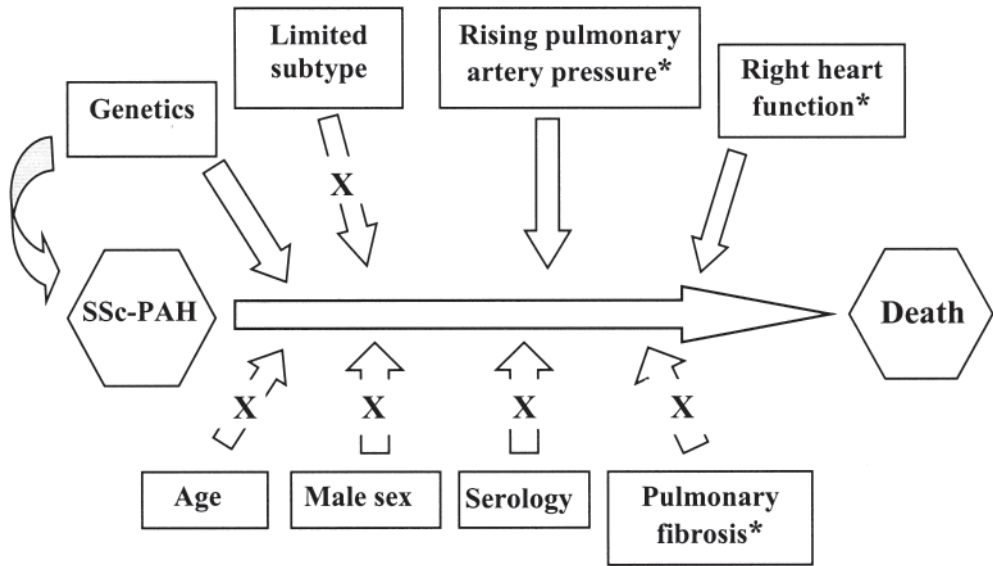 Limited
subtype
Rising pulmonary
artery pressure*
Right heart
function*
Genetics
X
SSc-PAH
Death
X
X
X
X
Age
Male sex
Serology
Pulmonary
fibrosis*